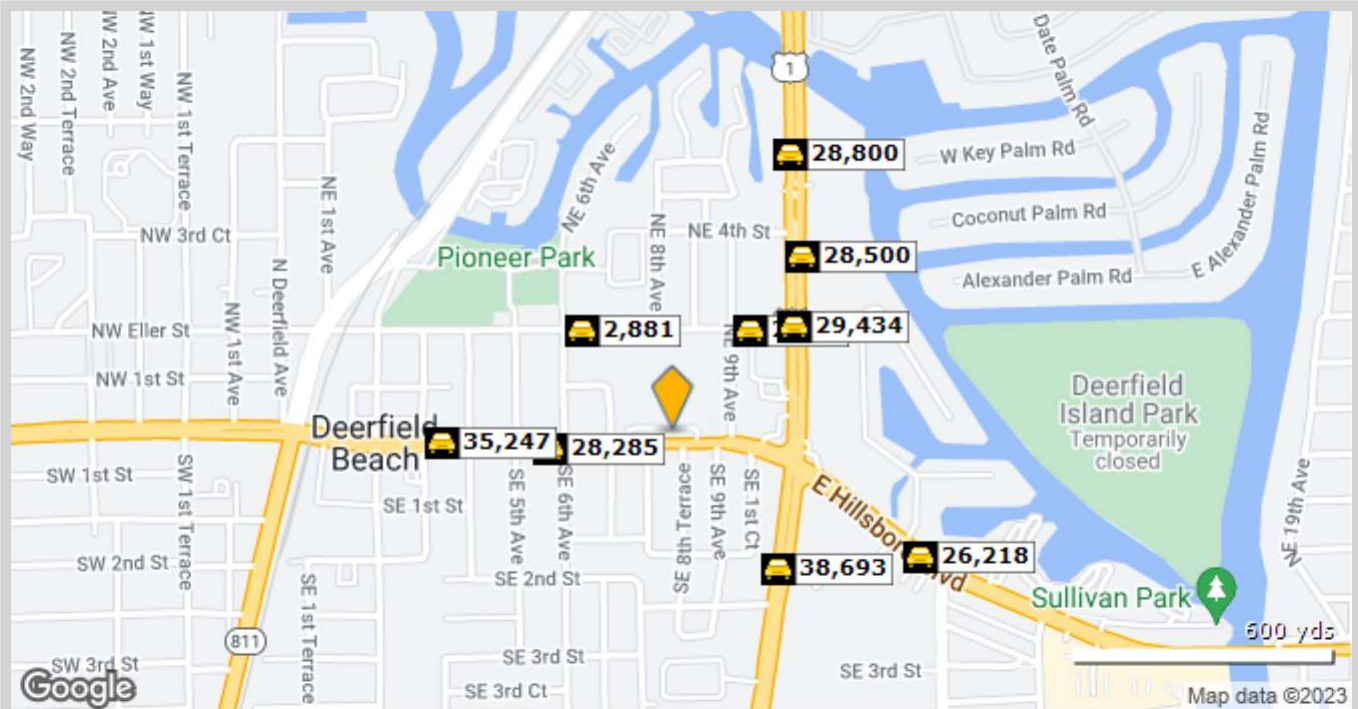 NW 2nd Way
NW 2nd Terrace
NW 2nd Ave
NW 1st Way
NW 1st Terrace
1
Date Palm Rd
28,800
W Key Palm Rd
E Alexander Palm Rd
NE 1st Ave
NE 6th Ave
NE 8th Ave
NE 4th St
Coconut Palm Rd
NW 3rd Ct
Pioneer Park
28,500
Alexander Palm Rd
N Deerfield Ave
NW 1st Ave
NW Eller St
2,881
29,434
NE 9th Ave
NW 1st St
Deerfield
Island Park
Temporarily
closed
Deerfield
Beach
35,247
28,285
SW 1st St
SW 1st Terrace
SE 1st St
SE 5th Ave
SE 6th Ave
SE 8th Terrace
SE 9th Ave
SE 1st Ct
E Hillsboro Blvd
NE 19th Ave
SW 2nd St
SE 2nd St
38,693
26,218
SE 1st Terrace
Sullivan Park
811
600 yds
SW 3rd St
SE 3rd St
SE 3rd St
SE 3rd Ct
Google
Map data ©2023